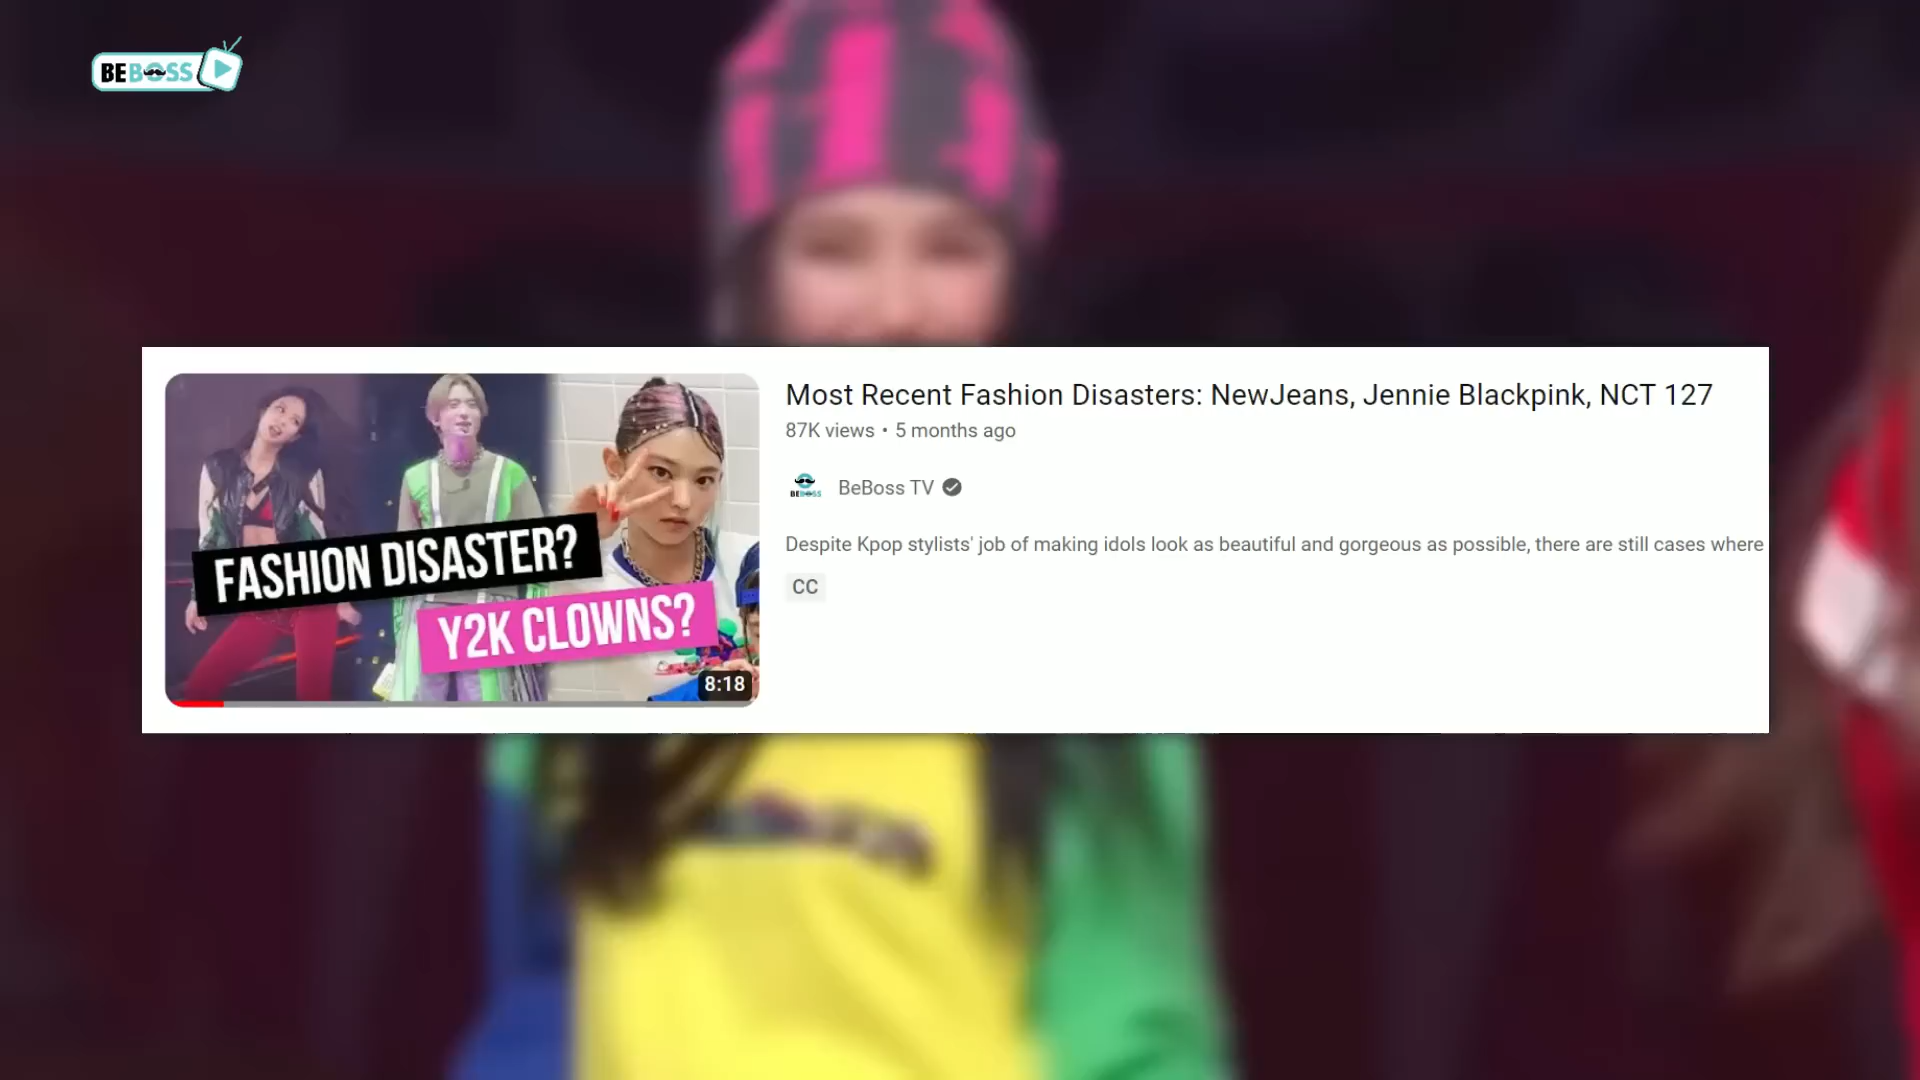 BEBOSS
Most Recent Fashion Disasters: NewJeans, Jennie Blackpink, NCT 127
87K views • 5 months ago
BEBOSS
BeBoss TV
Despite Kpop stylists' job of making idols look as beautiful and gorgeous as possible, there are still cases where
CC
FASHION DISASTER?
Y2K CLOWNS?
8:18